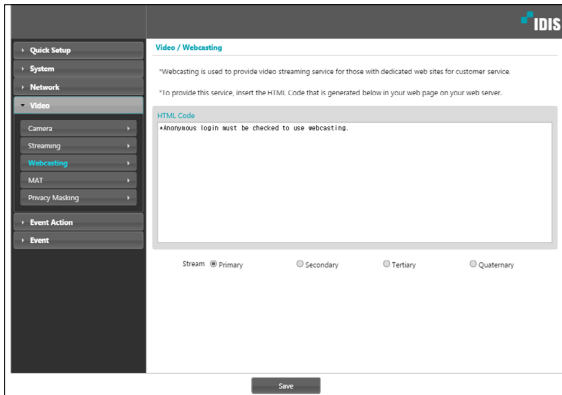 IDIS
Quick Setup
System
Network
Video
Camera
Streaming
Webcasting
MAT
Privacy Masking
Event Action
Event
Video / Webcasting
*Webcasting is used to provide video streaming service for those with dedicated web sites for customer service.
*To provide this service, insert the HTML Code that is generated below in your web page on your web server.
HTML Code
*Anonymous login must be checked to use webcasting.
Stream Primary Secondary Tertiary Quaternary
Save